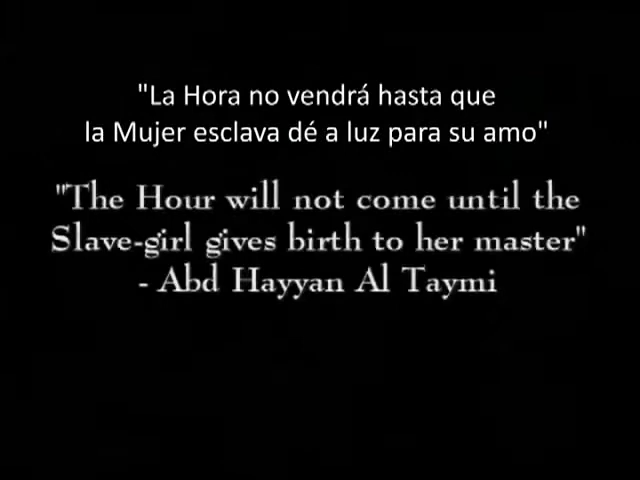 "La Hora no vendrá hasta que
la Mujer esclava dé a luz para su amo"
"The Hour will not come until the
Slave-girl gives birth to her master"
- Abd Hayyan Al Taymi